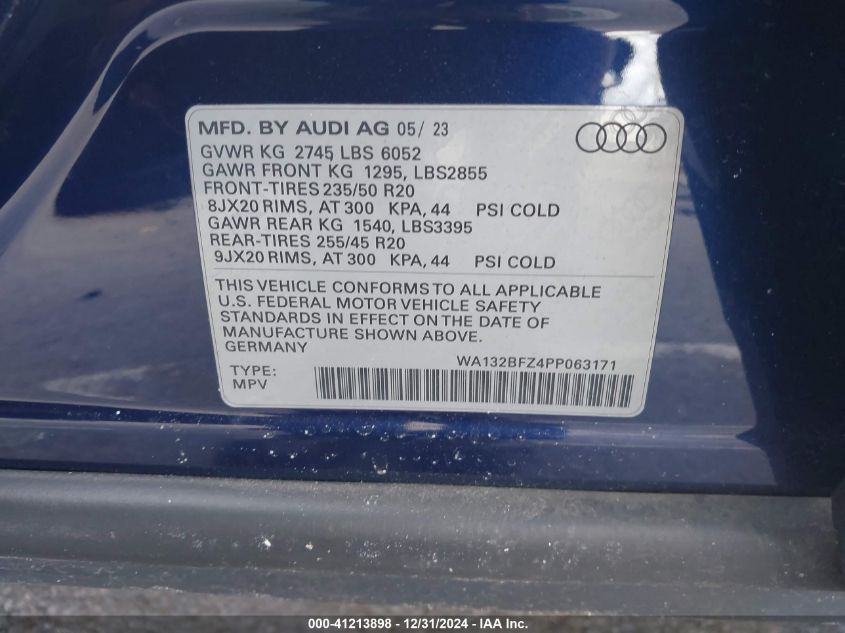 MFD. BY AUDI AG 05/ 23
GVWR KG 2745, LBS 6052
GAWR FRONT KG 1295, LBS2855
FRONT-TIRES 235/50 R20
8JX20 RIMS, AT 300 KPA, 44 PSI COLD
GAWR REAR KG 1540, LBS3395
REAR-TIRES 255/45 R20
9JX20 RIMS, AT 300 KPA, 44 PSI COLD
THIS VEHICLE CONFORMS TO ALL APPLICABLE
U.S. FEDERAL MOTOR VEHICLE SAFETY
STANDARDS IN EFFECT ON THE DATE OF
MANUFACTURE SHOWN ABOVE.
GERMANY
WA132BFZ4PP063171
TYPE:
MPV
000-41213898 - 12/31/2024 - IAA Inc.